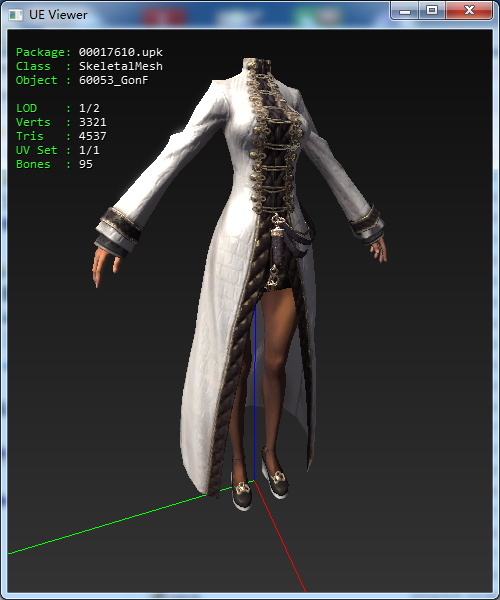 UE Viewer
Package: 00017610.upk
Class : SkeletalMesh
Object : 60053_GonF
LOD : 1/2
Verts : 3321
Tris : 4537
UV Set : 1/1
Bones : 95